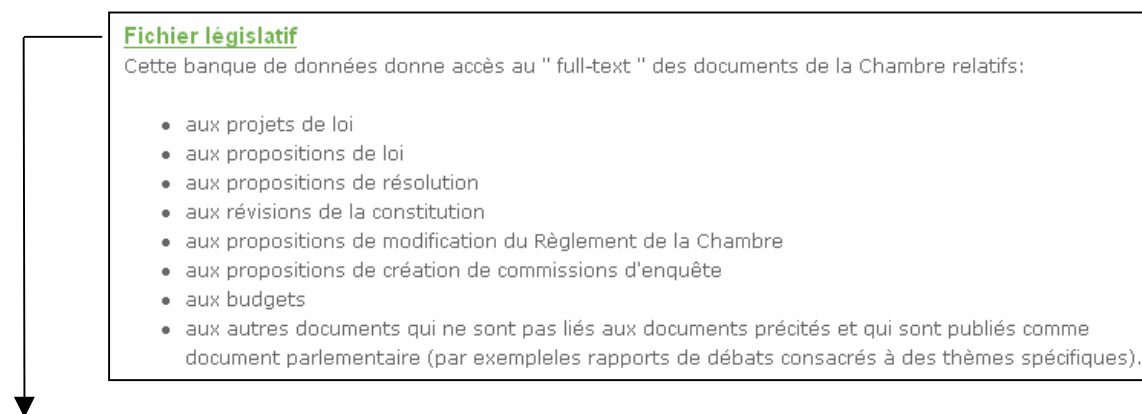 Fichier législatif
Cette banque de données donne accès au " full-text " des documents de la Chambre relatifs:
• aux projets de loi
• aux propositions de loi
• aux propositions de résolution
• aux révisions de la constitution
• aux propositions de modification du Règlement de la Chambre
• aux propositions de création de commissions d'enquête
• aux budgets
• aux autres documents qui ne sont pas liés aux documents précités et qui sont publiés comme
document parlementaire (par exempleles rapports de débats consacrés à des thèmes spécifiques).